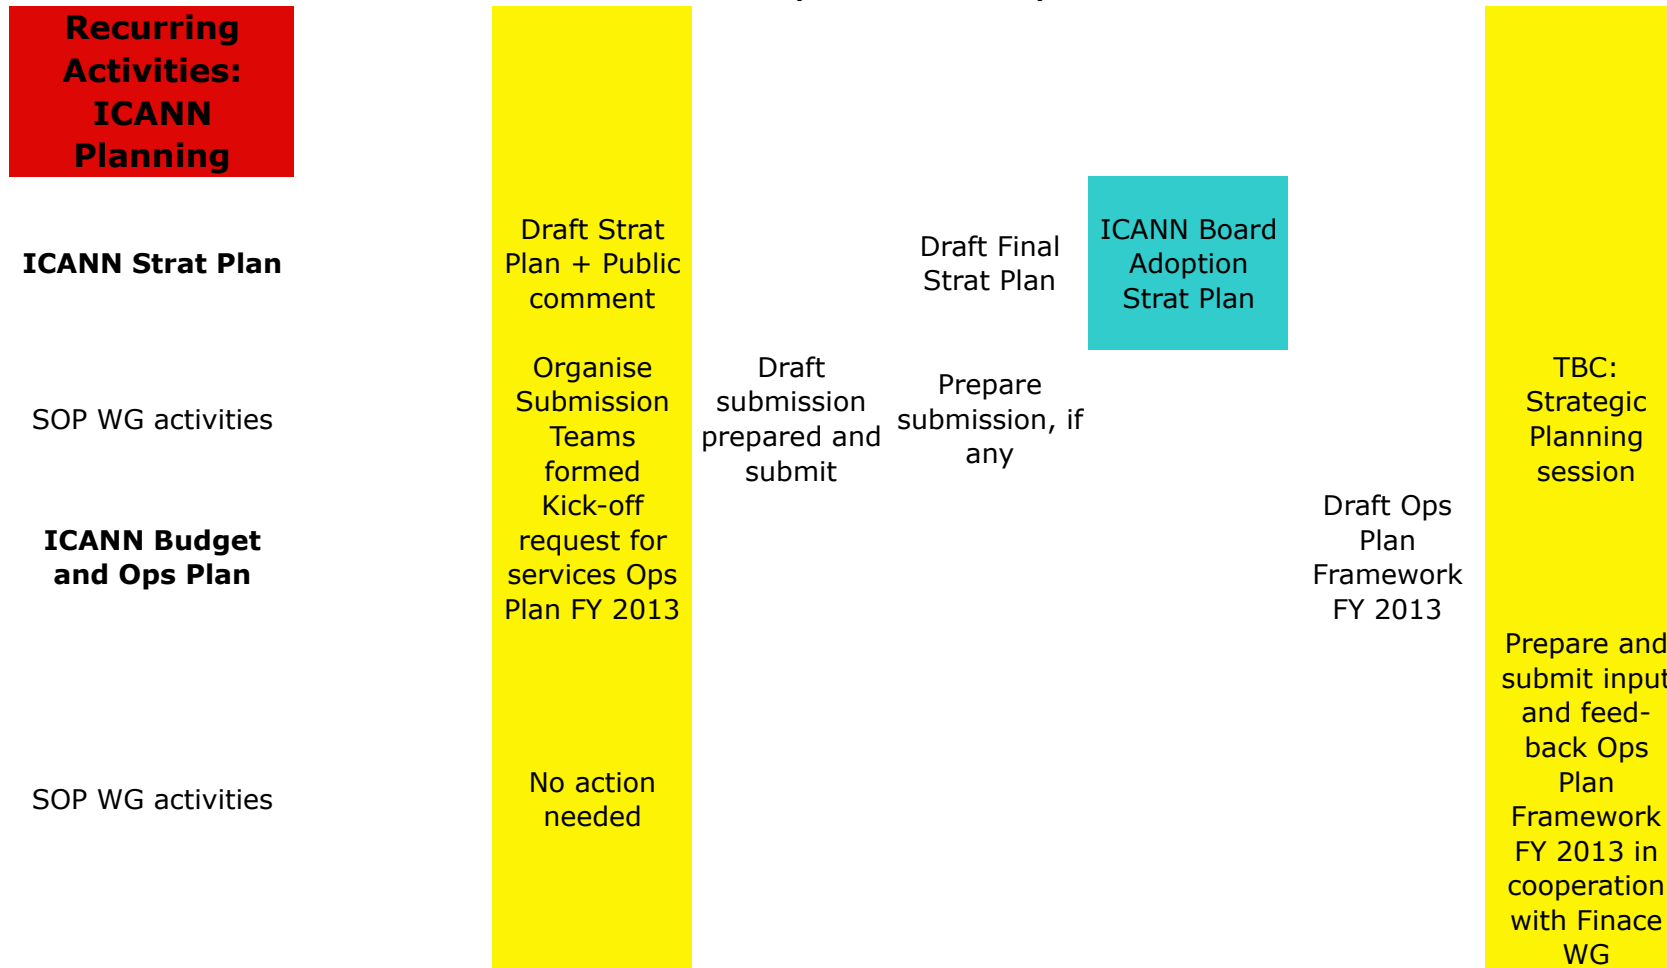 Recurring
Activities:
ICANN
Planning
ICANN Strat Plan
Draft Strat
Plan + Public
comment
Draft Final
Strat Plan
ICANN Board
Adoption
Strat Plan
SOP WG activities
Organise
Submission
Teams
formed
Draft
submission
prepared and
submit
Prepare
submission, if
any
TBC:
Strategic
Planning
session
ICANN Budget
and Ops Plan
Kick-off
request for
services Ops
Plan FY 2013
Draft Ops
Plan
Framework
FY 2013
SOP WG activities
No action
needed
Prepare and
submit input
and feed-
back Ops
Plan
Framework
FY 2013 in
cooperation
with Finace
WG